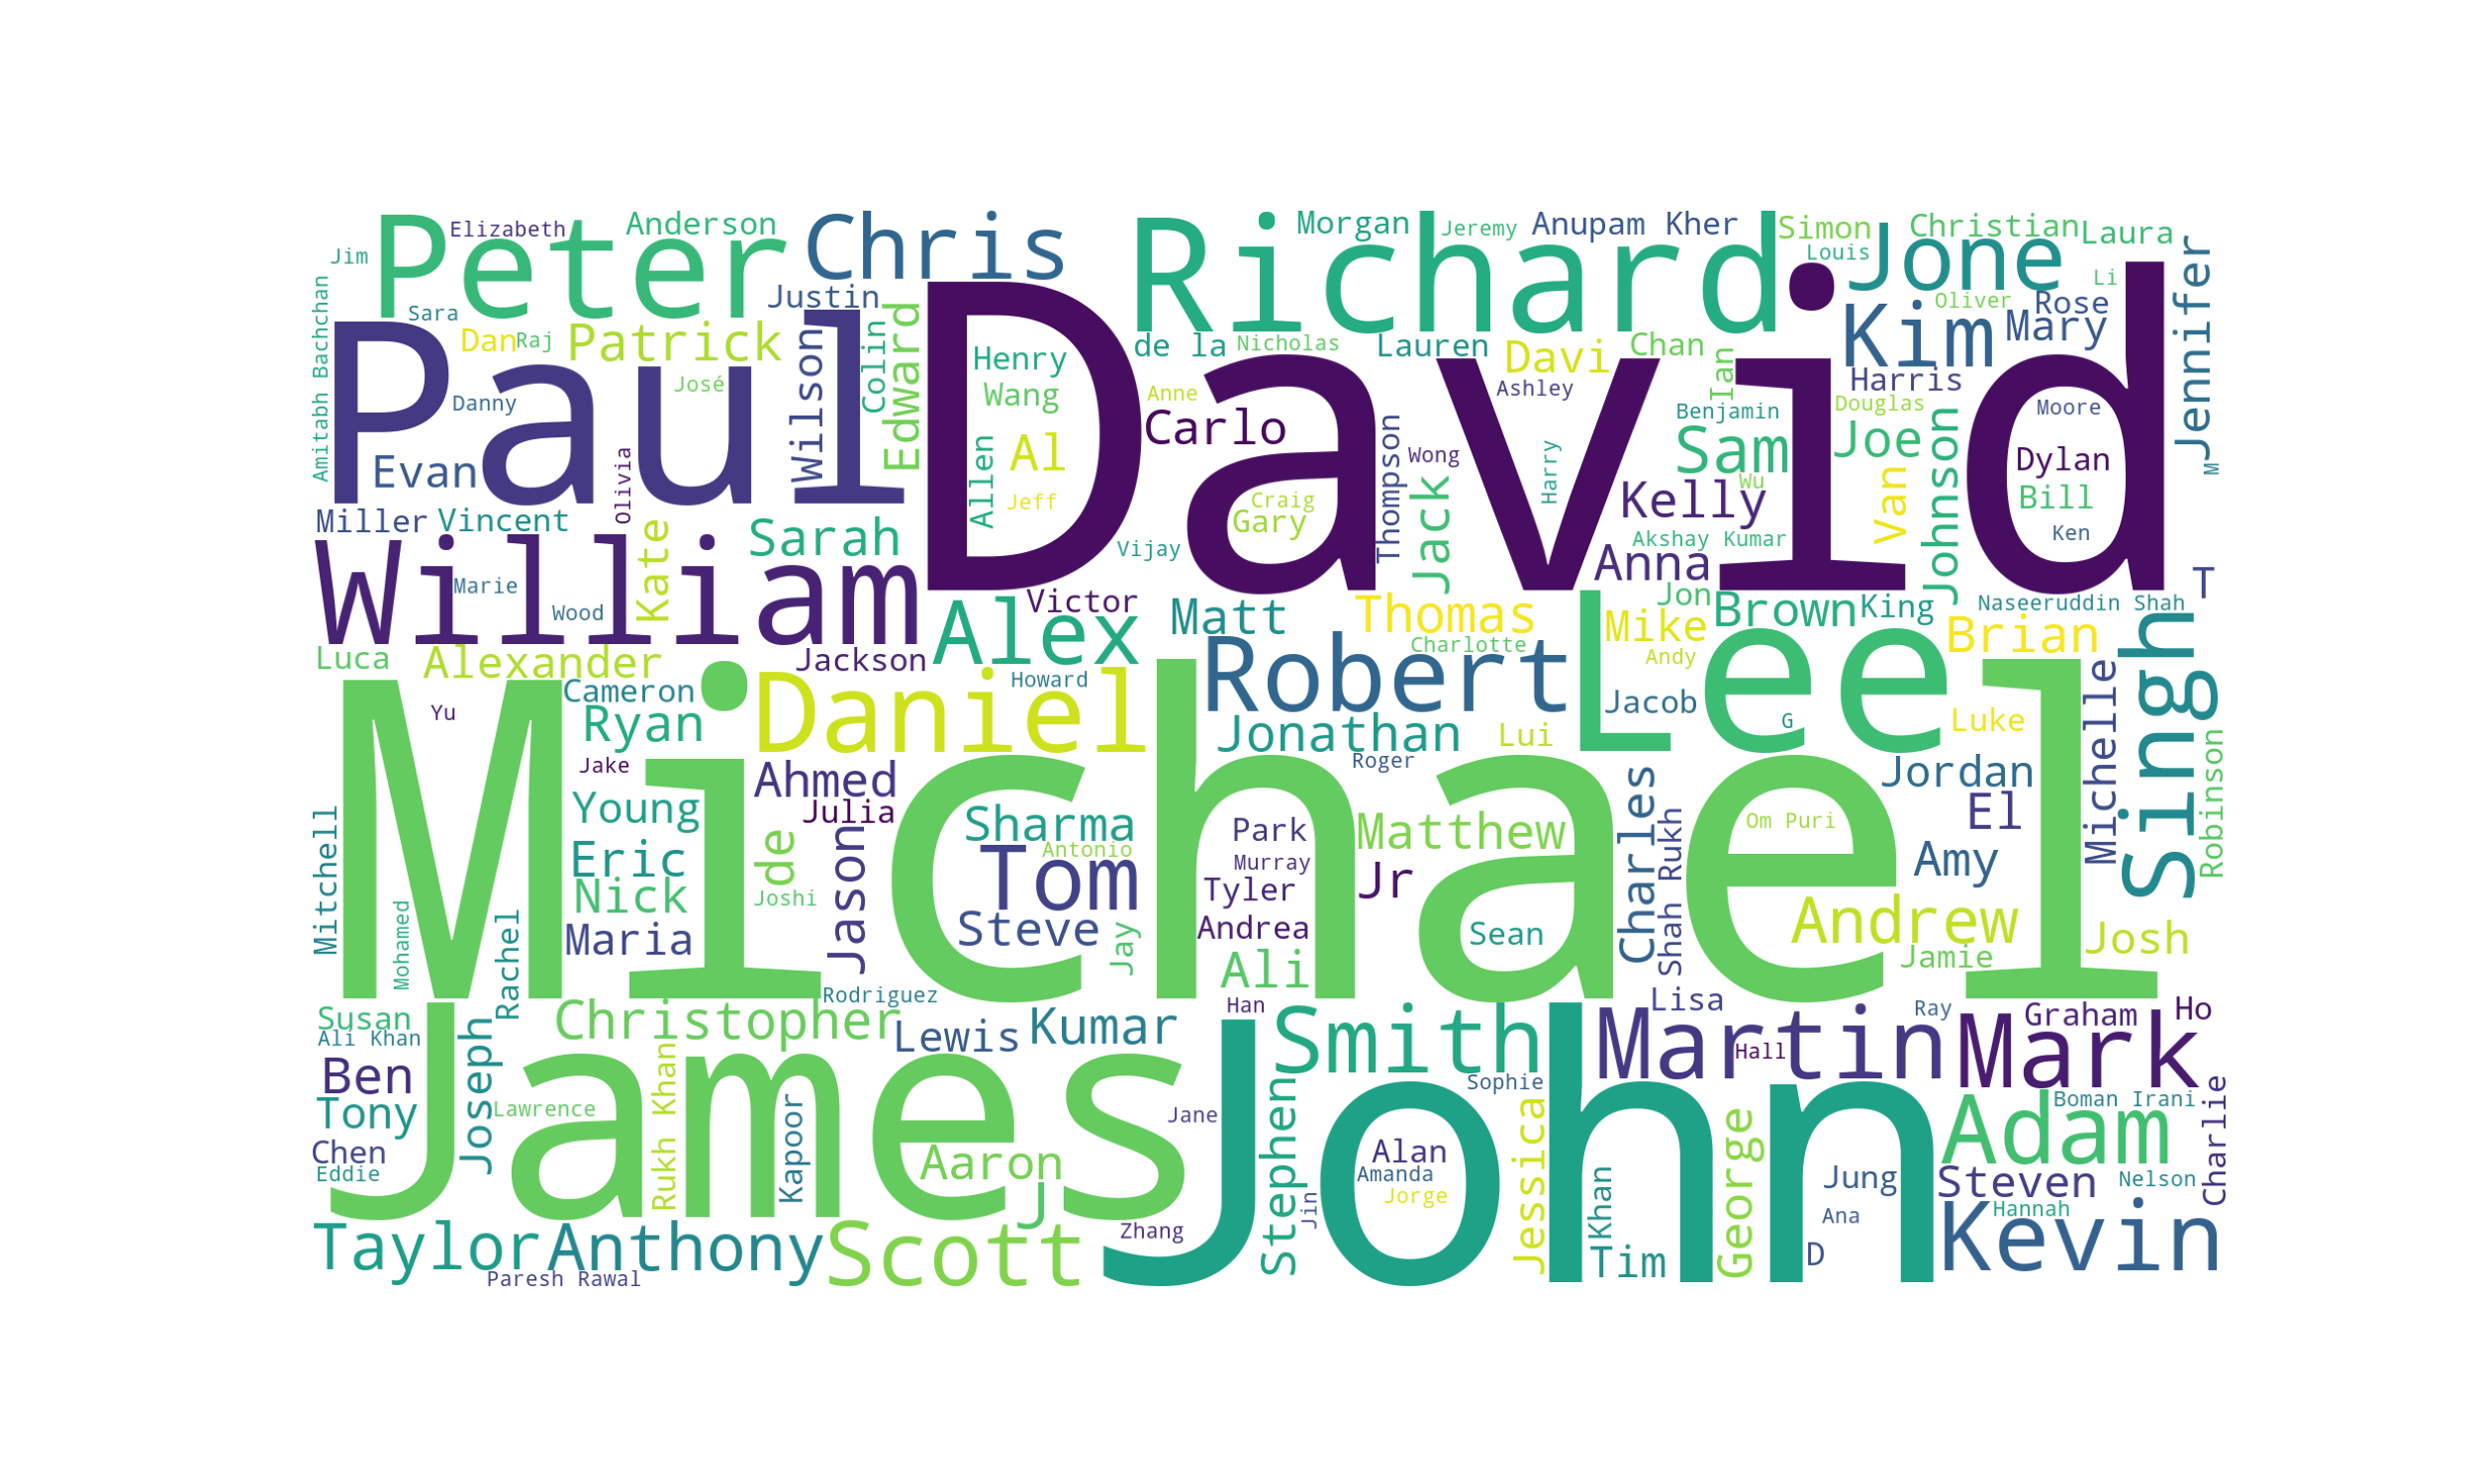 Peter
Elizabeth
Anderson
Chris
Richard
Morgan
Jeremy
Anupam Kher
Simon
Christian
Laura
Jim
Louis
Jone
Li
Jennifer
Amitabh Bachchan
Sara
Justin
Oliver
Rose
Dan
Raj
Patrick
Wilson
Colin
Edward
David
de la
Nicholas
Lauren
Davi
Chan
Ian
Kim
Mary
Paul
José
Danny
Henry
Wang
Anne
Ashley
Harris
Douglas
Moore
Benjamin
Carlo
Evan
Olivia
Allen
Al
Jeff
Craig
Gary
Thompson
Wong
Jack
Harry
Sam
Wu
Kelly
Joe
Van
Johnson
Dylan
Bill
Ken
M
Miller
Vincent
Sarah
Vijay
Akshay Kumar
Anna
William
Marie
Wood
Kate
Victor
Matt
Thomas
Jon
Brown
King
Naseeruddin Shah
T
Alex
Mike
Brian
Charlotte
Andy
Luca
Alexander
Jackson
Robert
Lee
Singh
Cameron
Howard
Daniel
Jacob
G
Luke
Michelle
Yu
Ryan
Jonathan
Lui
Robinson
Michael
Jake
Ahmed
Roger
Jordan
Young
Julia
Sharma
Park
Matthew
Charles
Shah Rukh
Om Puri
El
Mitchell
Eric
de
Jason
Antonio
Tom
Murray
Amy
Nick
Joshi
Tyler
Jr
Mohamed
Rachel
Maria
Steve
Jay
Andrea
Sean
Andrew
Josh
Jamie
Ali
Rodriguez
Han
Lisa
Ray
Ho
Susan
Ali Khan
Christopher
Lewis
Kumar
Smith
Martin
Mark
Graham
Joseph
Hall
Ben
James
Rukh Khan
John
Sophie
Boman Irani
Charlie
Tony
Lawrence
Kapoor
Jane
Stephen
Jessica
George
Adam
Chen
Aaron
Alan
Eddie
J
Amanda
Jorge
Jin
Khan
Jung
Steven
Nelson
Taylor
Anthony
Scott
Zhang
Ana
Hannah
Kevin
Paresh Rawal
Tim
D